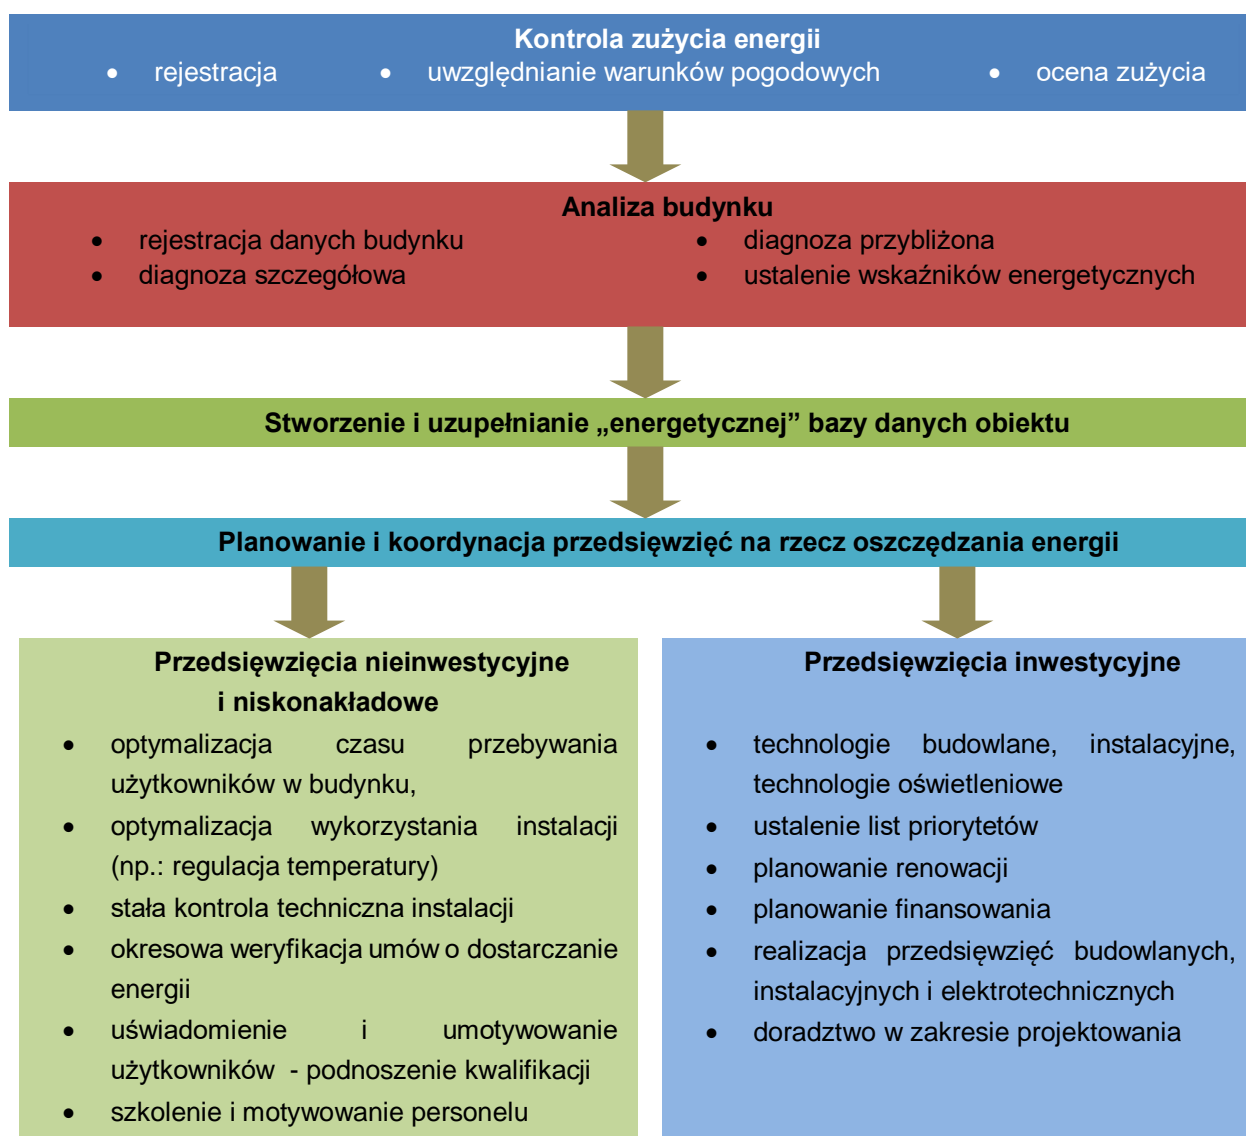 Kontrola zużycia energii
• rejestracja • uwzględnianie warunków pogodowych • ocena zużycia
Analiza budynku
• rejestracja danych budynku • diagnoza przybliżona
• diagnoza szczegółowa • ustalenie wskaźników energetycznych
Stworzenie i uzupełnianie „energetycznej” bazy danych obiektu
Planowanie i koordynacja przedsięwzięć na rzecz oszczędzania energii
Przedsięwzięcia nieinwestycyjne
i niskonakładowe
• optymalizacja czasu przebywania
użytkowników w budynku,
• optymalizacja wykorzystania instalacji
(np.: regulacja temperatury)
• stała kontrola techniczna instalacji
• okresowa weryfikacja umów o dostarczanie
energii
• uświadomienie i umotywowanie
użytkowników - podnoszenie kwalifikacji
• szkolenie i motywowanie personelu
Przedsięwzięcia inwestycyjne
• technologie budowlane, instalacyjne,
technologie oświetleniowe
• ustalenie list priorytetów
• planowanie renowacji
• planowanie finansowania
• realizacja przedsięwzięć budowlanych,
instalacyjnych i elektrotechnicznych
• doradztwo w zakresie projektowania